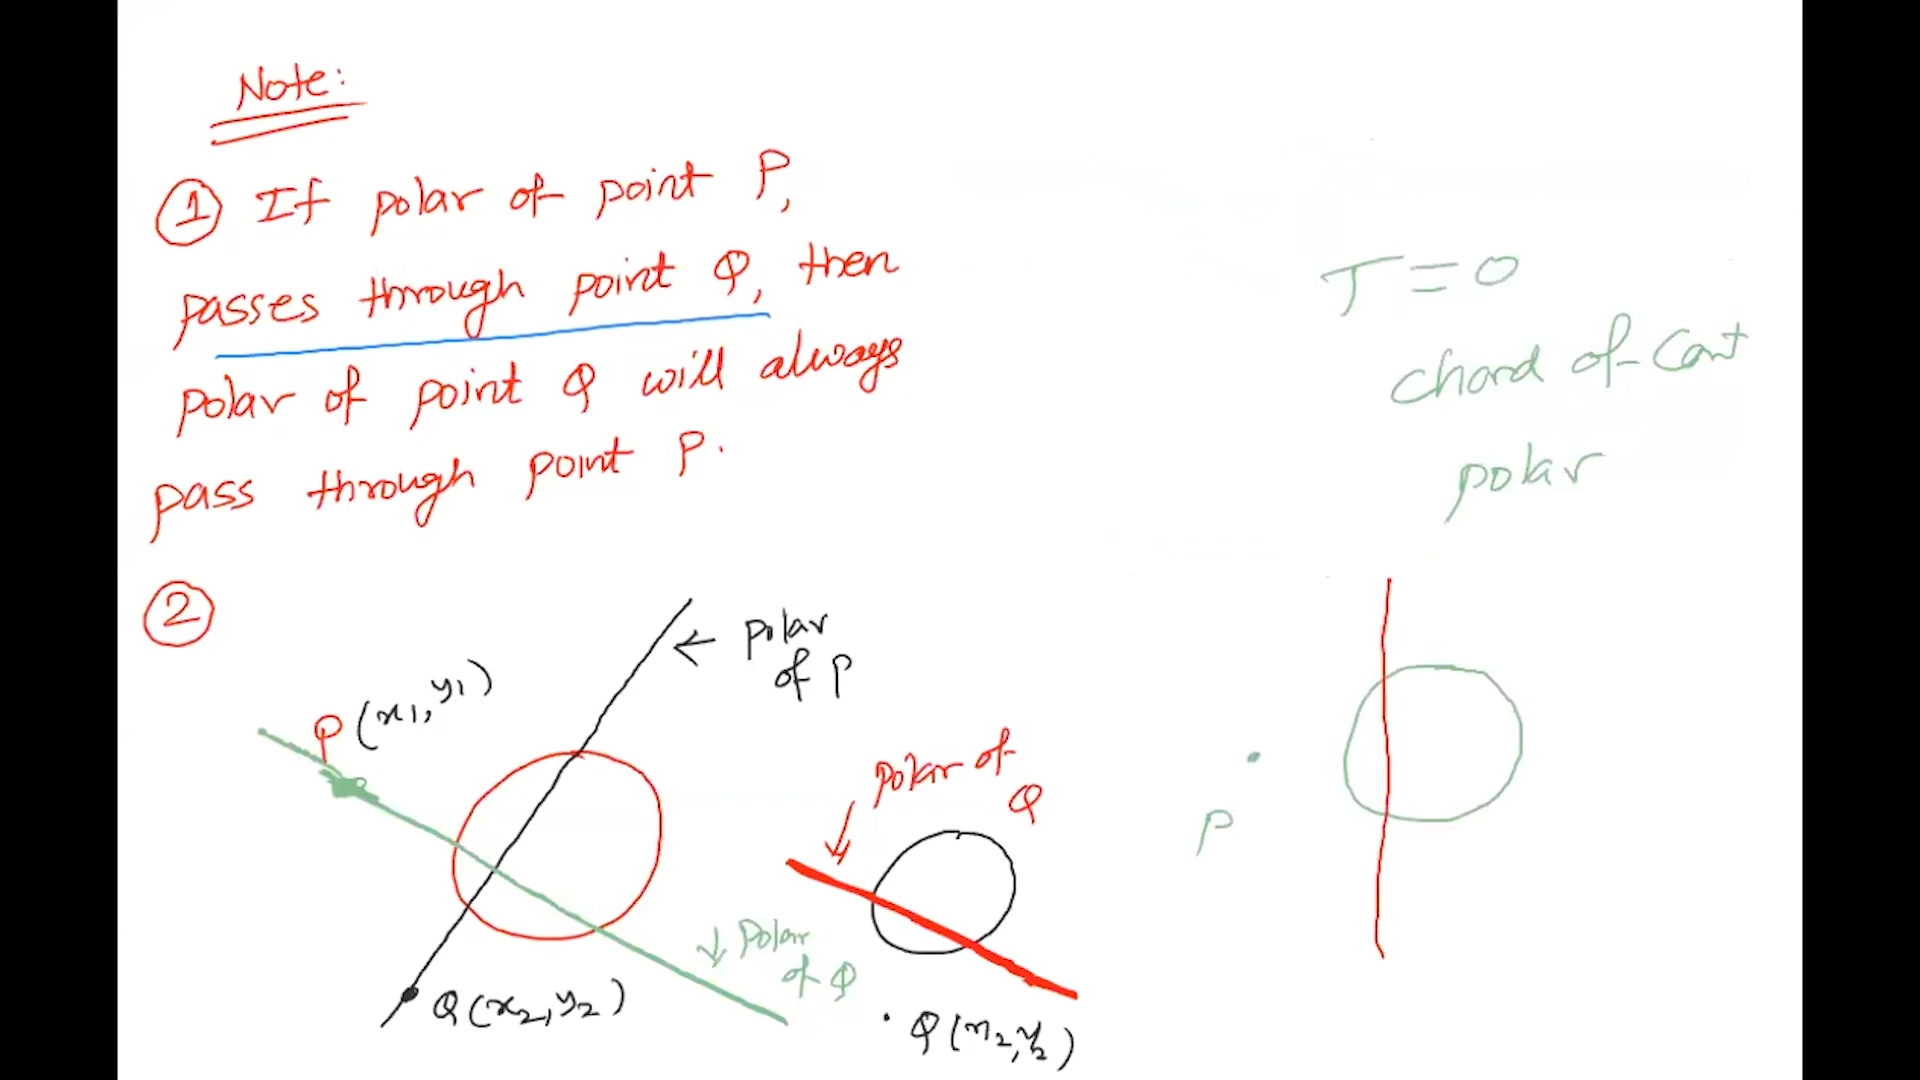 Note:
① If polar of point P,
passes through point Q, then
polar of point Q will always
pass through point P.
T = 0
chord of Cont
polar
②
P(x1, y1)
← polar
of P
Q(x2, y2)
↓ polar
of Q
polar of
Q
Q(x2, y2)
P